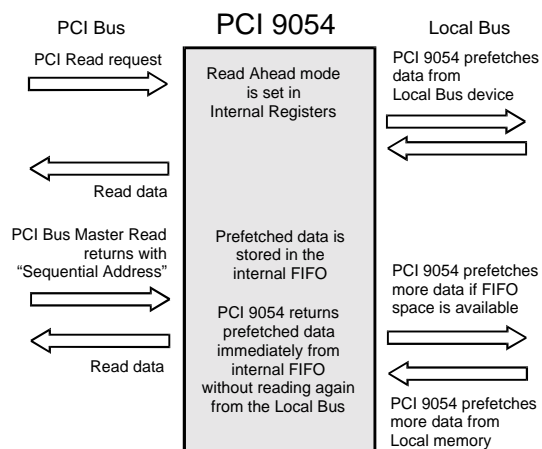 PCI Bus
PCI 9054
Local Bus
PCI Read request
Read Ahead mode
is set in
Internal Registers
PCI 9054 prefetches
data from
Local Bus device
Read data
PCI Bus Master Read
returns with
“Sequential Address”
Prefetched data is
stored in the
internal FIFO
PCI 9054 prefetches
more data if FIFO
space is available
PCI 9054 returns
prefetched data
immediately from
internal FIFO
without reading again
from the Local Bus
Read data
PCI 9054 prefetches
more data from
Local memory